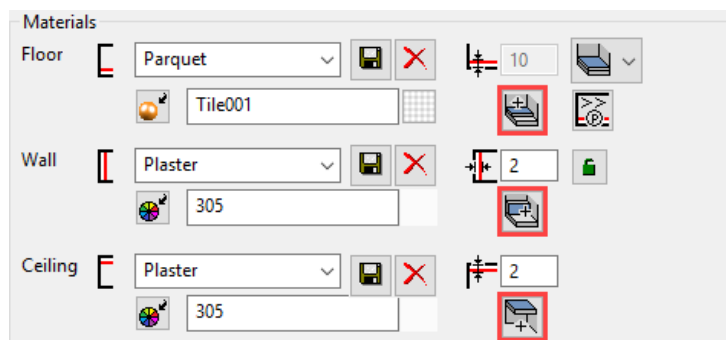 Materials
Floor
Parquet
10
Tile001
>>
P
Wall
Plaster
2
305
Ceiling
Plaster
2
305